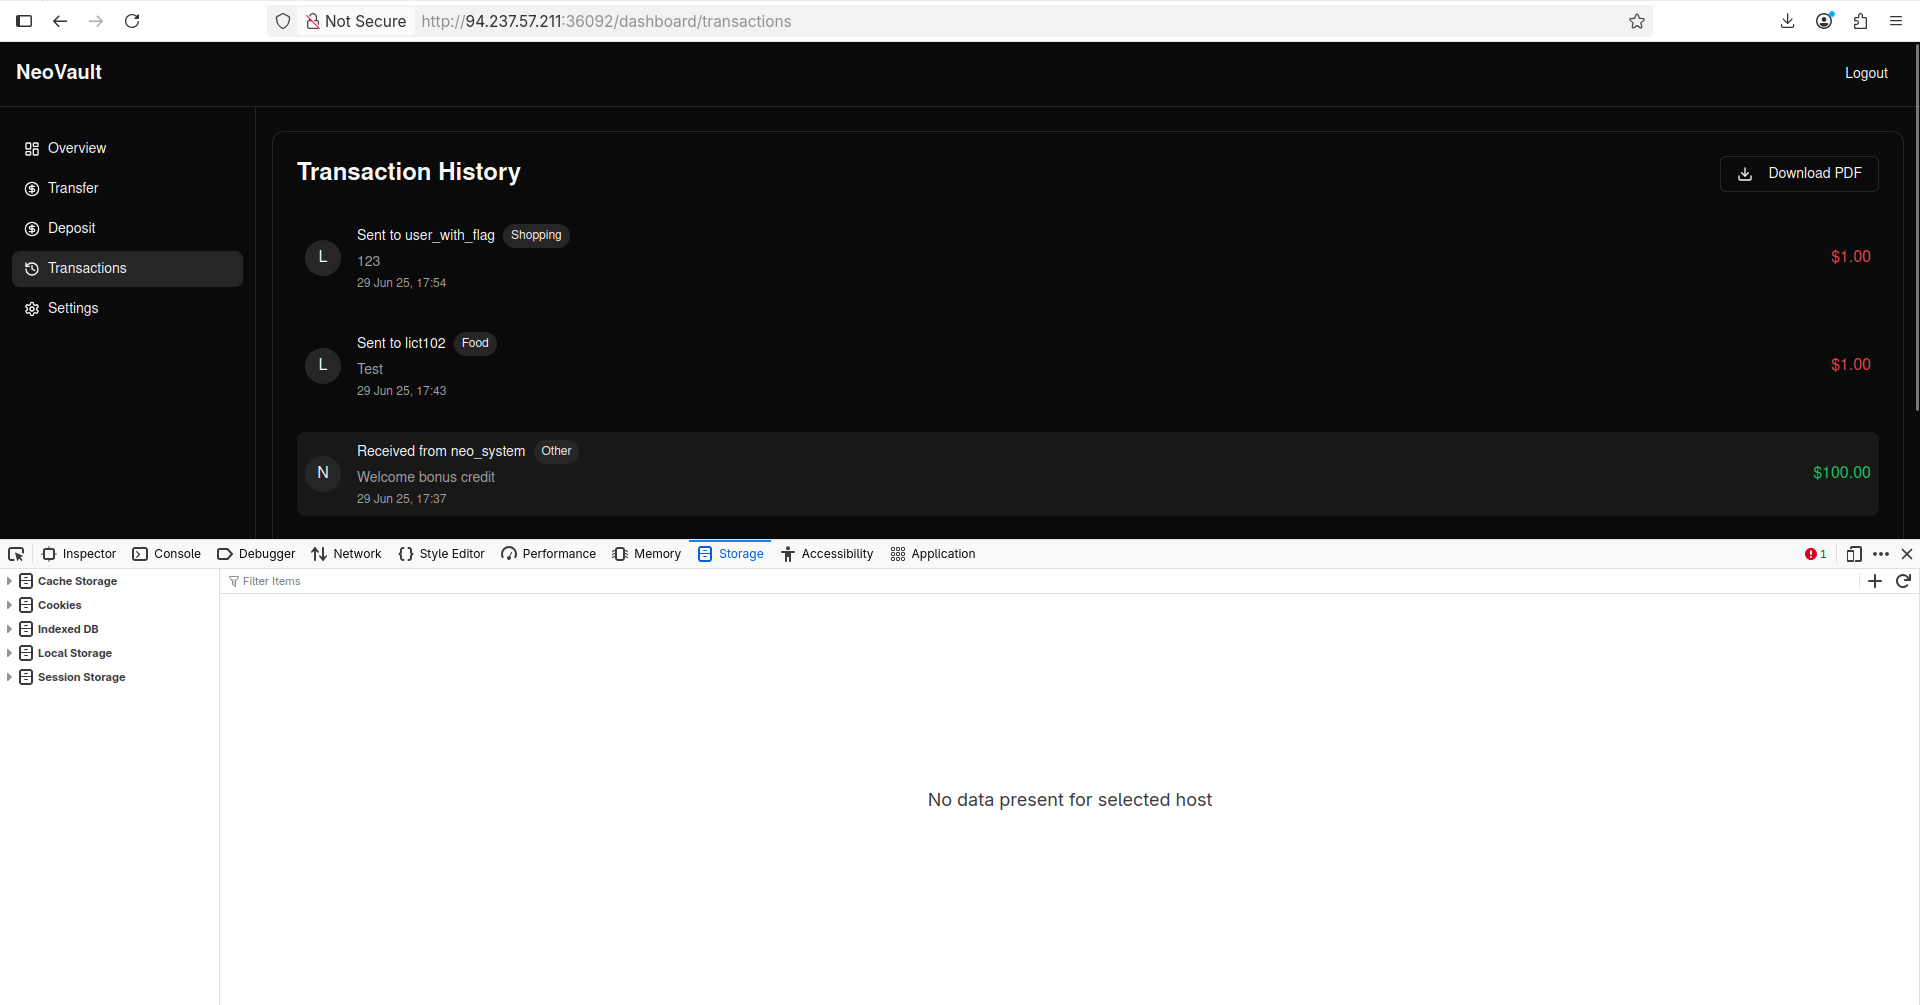 Not Secure http://94.237.57.211:36092/dashboard/transactions
NeoVault
Logout
Overview
Transfer
Deposit
Transactions
Settings
Transaction History
Download PDF
L
Sent to user_with_flag Shopping
123
29 Jun 25, 17:54
$1.00
L
Sent to lict102 Food
Test
29 Jun 25, 17:43
$1.00
N
Received from neo_system Other
Welcome bonus credit
29 Jun 25, 17:37
$100.00
Inspector Console Debugger Network Style Editor Performance Memory Storage Accessibility Application 1
Cache Storage
Cookies
Indexed DB
Local Storage
Session Storage
Filter Items
No data present for selected host